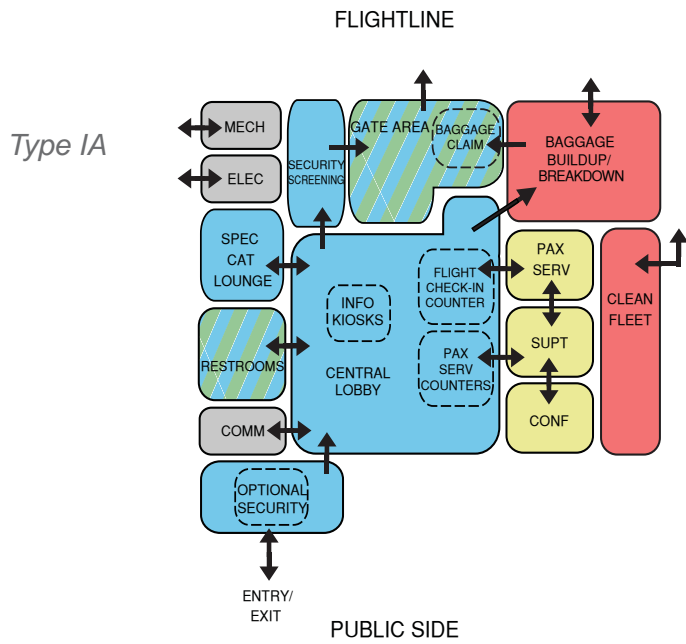 FLIGHTLINE
Type IA
MECH
ELEC
SECURITY
SCREENING
GATE AREA
BAGGAGE
CLAIM
BAGGAGE
BUILDUP/
BREAKDOWN
SPEC
CAT
LOUNGE
INFO
KIOSKS
FLIGHT
CHECK-IN
COUNTER
PAX
SERV
CLEAN
FLEET
RESTROOMS
CENTRAL
LOBBY
PAX
SERV
COUNTERS
SUPT
COMM
CONF
OPTIONAL
SECURITY
ENTRY/
EXIT
PUBLIC SIDE